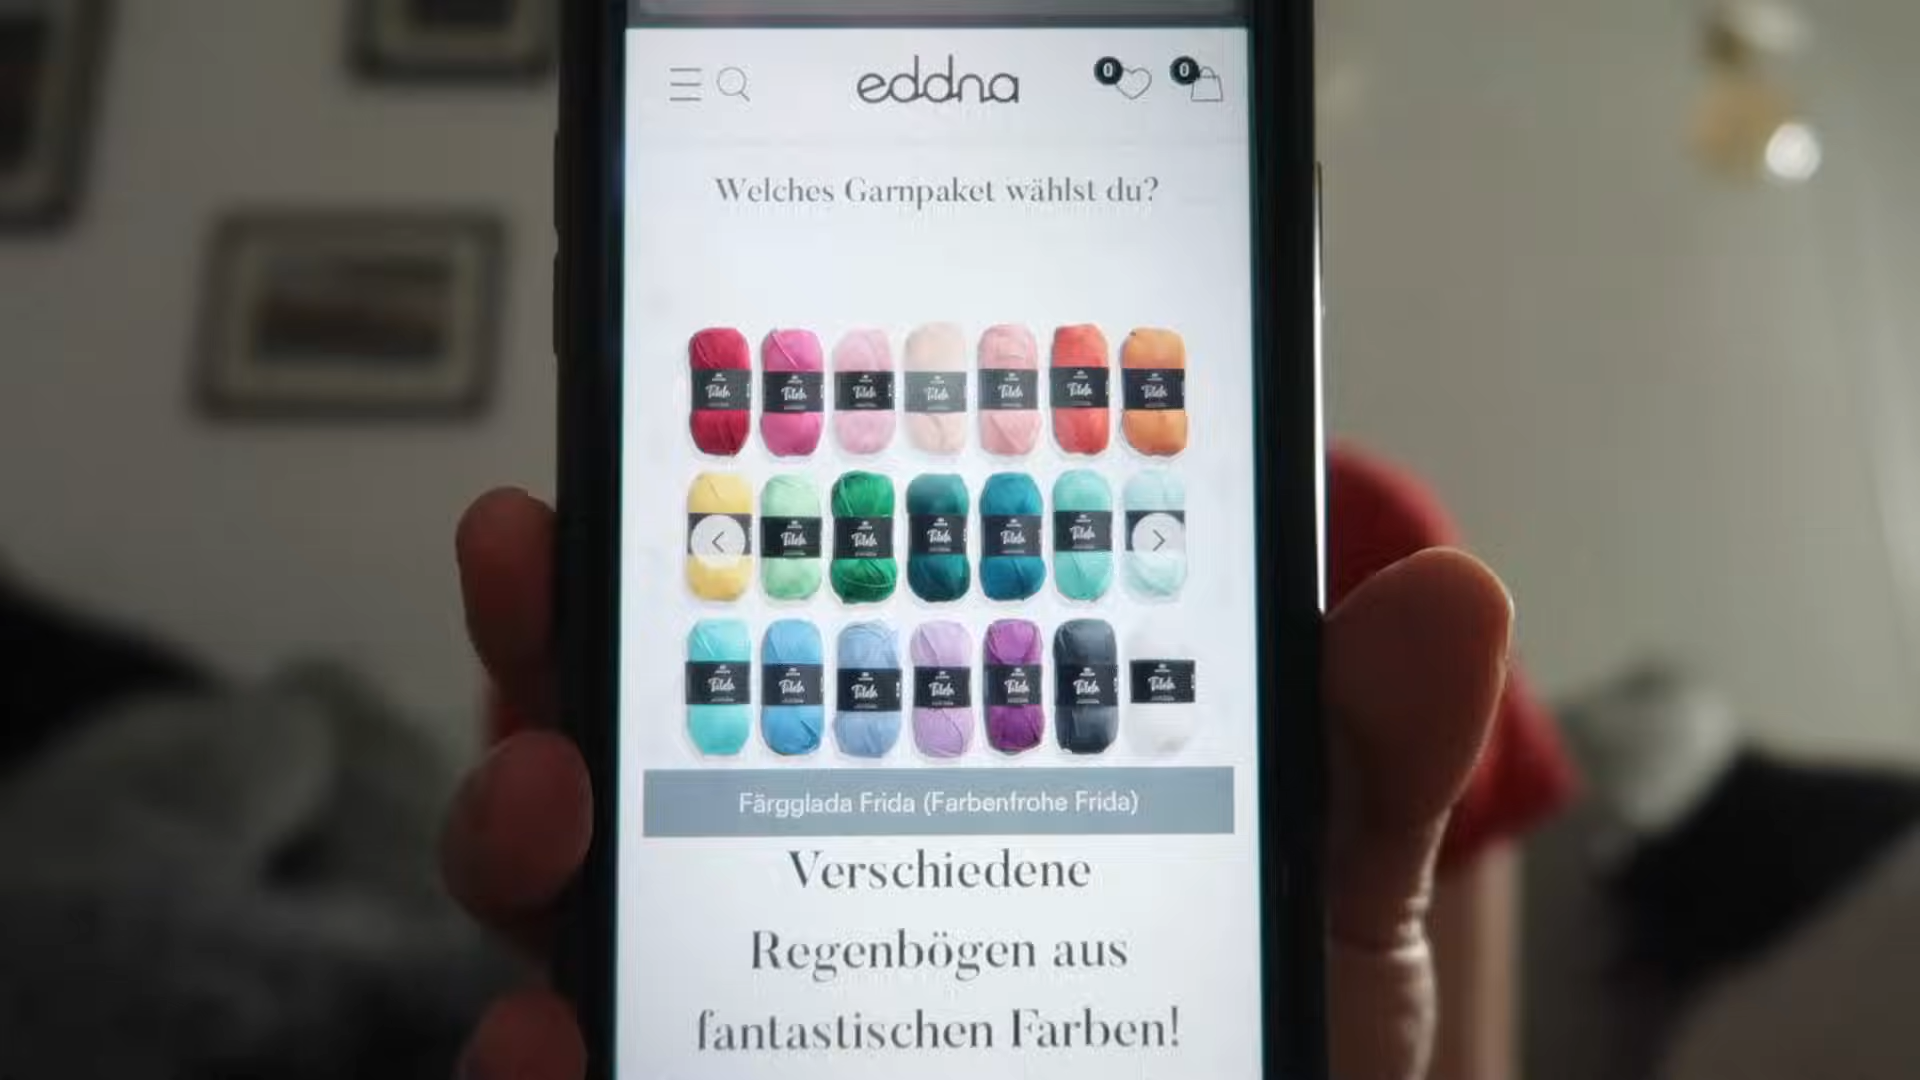 eddna
0
0
Welches Garnpaket wählst du?
Färgglada Frida (Farbenfrohe Frida)
Verschiedene
Regenbögen aus
fantastischen Farben!